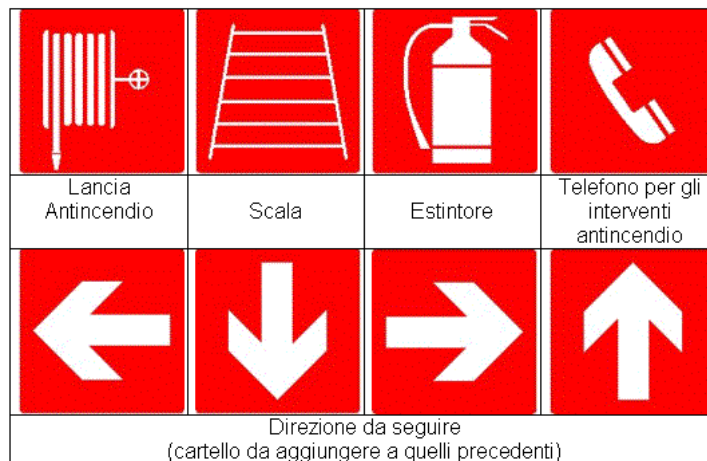 Lancia
Antincendio
Scala
Estintore
Telefono per gli
interventi
antincendio
Direzione da seguire
(cartello da aggiungere a quelli precedenti)